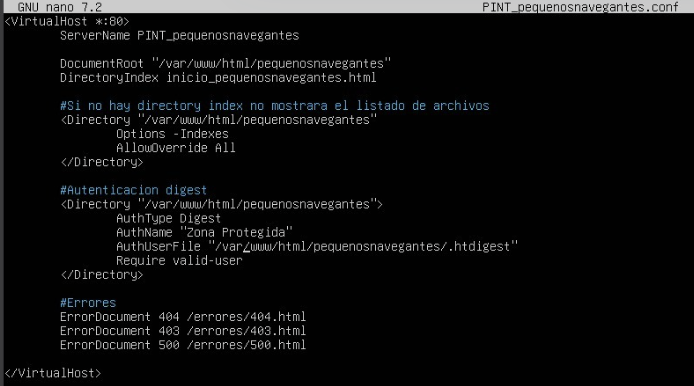 GNU nano 7.2 PINT_pequenosnavegantes.conf
<VirtualHost *:80>
ServerName PINT_pequenosnavegantes
DocumentRoot "/var/www/html/pequenosnavegantes"
DirectoryIndex inicio_pequenosnavegantes.html
#Si no hay directory index no mostrara el listado de archivos
<Directory "/var/www/html/pequenosnavegantes"
Options -Indexes
AllowOverride All
</Directory>
#Autenticacion digest
<Directory "/var/www/html/pequenosnavegantes">
AuthType Digest
AuthName "Zona Protegida"
AuthUserFile "/var/www/html/pequenosnavegantes/.htdigest"
Require valid-user
</Directory>
#Errores
ErrorDocument 404 /errores/404.html
ErrorDocument 403 /errores/403.html
ErrorDocument 500 /errores/500.html
</VirtualHost>